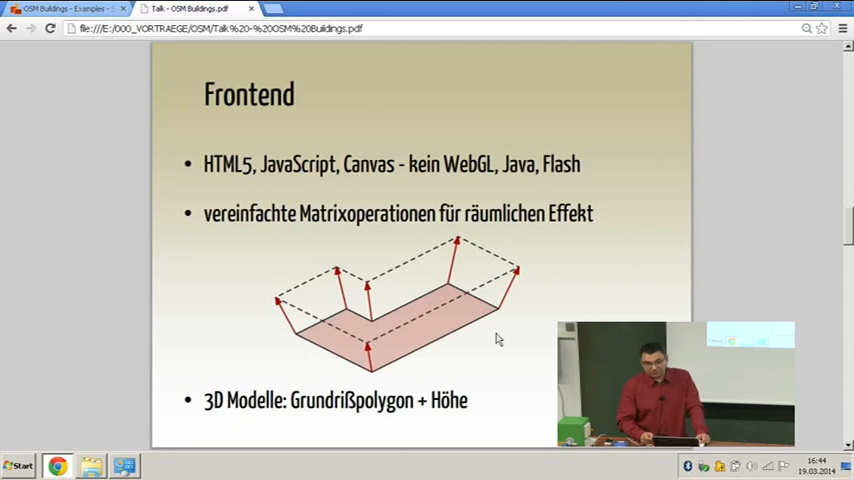 OSM Buildings - Examples - S
Talk - OSM Buildings.pdf
file:///E:/000_VORTRAEGE/OSM/Talk%20-%20OSM%20Buildings.pdf
Frontend
• HTML5, JavaScript, Canvas - kein WebGL, Java, Flash
• vereinfachte Matrixoperationen für räumlichen Effekt
• 3D Modelle: Grundrißpolygon + Höhe
Start
16:44
19.03.2014